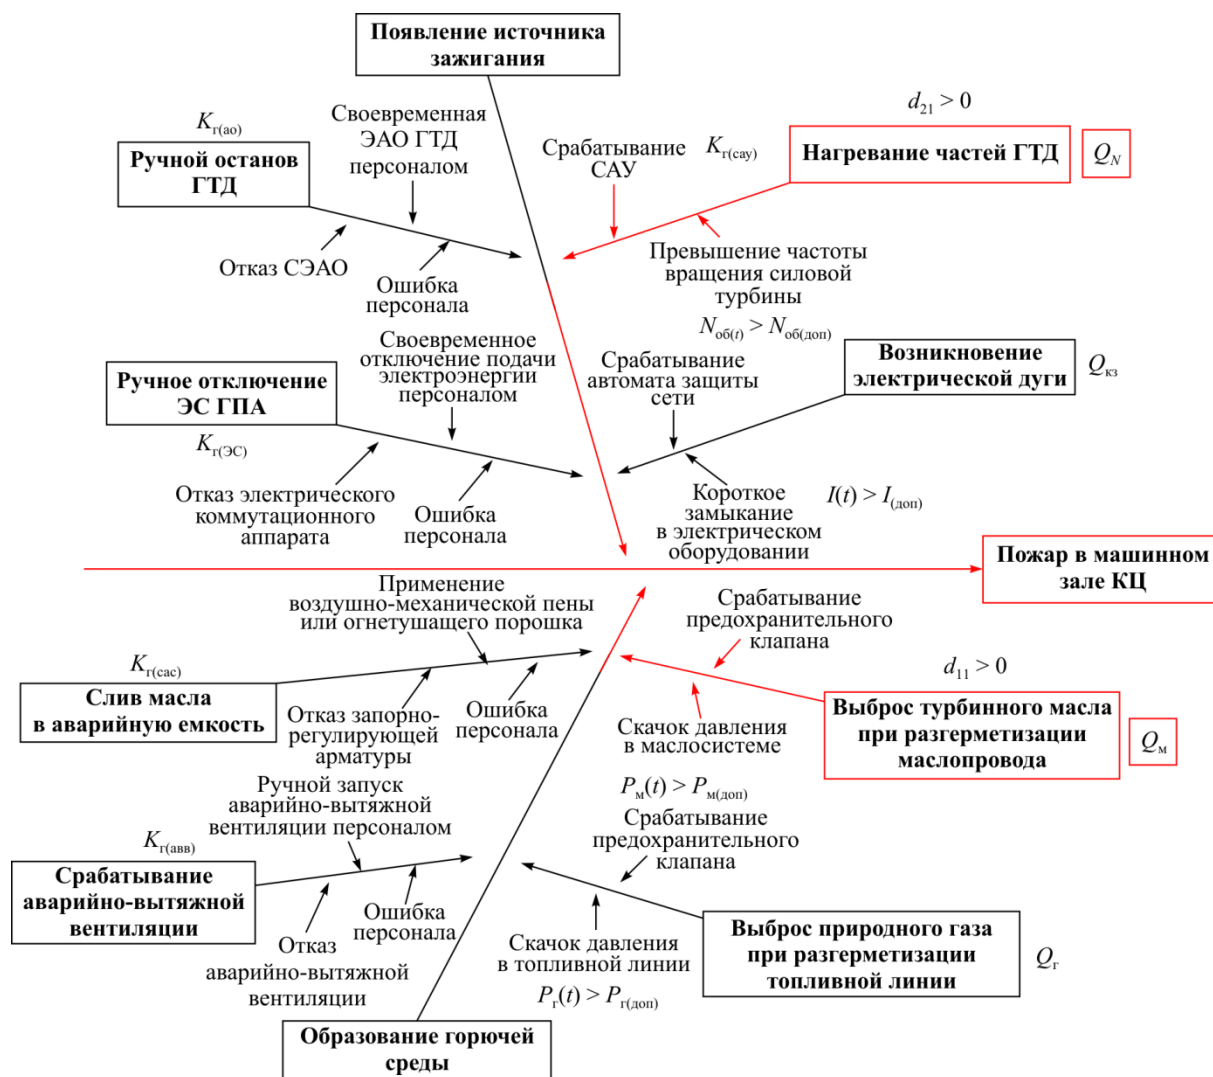 Появление источника
зажигания
d₂₁ > 0
Kг(ао)
Своевременная
ЭАО ГТД
персоналом
Ручной останов
ГТД
Срабатывание
САУ
Kг(сау)
Нагревание частей ГТД
Q_N
Отказ СЭАО
Ошибка
персонала
Превышение частоты
вращения силовой
турбины
Nоб(t) > Nоб(доп)
Своевременное
отключение подачи
электроэнергии
персоналом
Срабатывание
автомата защиты
сети
Возникновение
электрической дуги
Qкз
Ручное отключение
ЭС ГПА
Kг(ЭС)
Отказ электрического
коммутационного
аппарата
Ошибка
персонала
Короткое
замыкание
в электрическом
оборудовании
I(t) > I(доп)
Пожар в машинном
зале КЦ
Применение
воздушно-механической пены
или огнетушащего порошка
Срабатывание
предохранительного
клапана
Kг(сас)
Слив масла
в аварийную емкость
Отказ запорно-
регулирующей
арматуры
Ошибка
персонала
Скачок давления
в маслосистеме
Pм(t) > Pм(доп)
d₁₁ > 0
Выброс турбинного масла
при разгерметизации
маслопровода
Qм
Ручной запуск
аварийно-вытяжной
вентиляции персоналом
Срабатывание
предохранительного
клапана
Kг(авв)
Срабатывание
аварийно-вытяжной
вентиляции
Отказ
аварийно-вытяжной
вентиляции
Ошибка
персонала
Скачок давления
в топливной линии
Pг(t) > Pг(доп)
Выброс природного газа
при разгерметизации
топливной линии
Qг
Образование горючей
среды